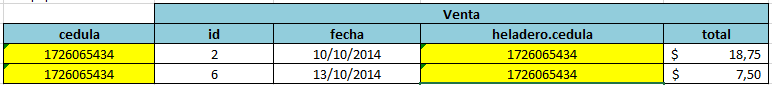 Venta
cedula id fecha heladero.cedula total
1726065434 2 10/10/2014 1726065434 $ 18,75
1726065434 6 13/10/2014 1726065434 $ 7,50